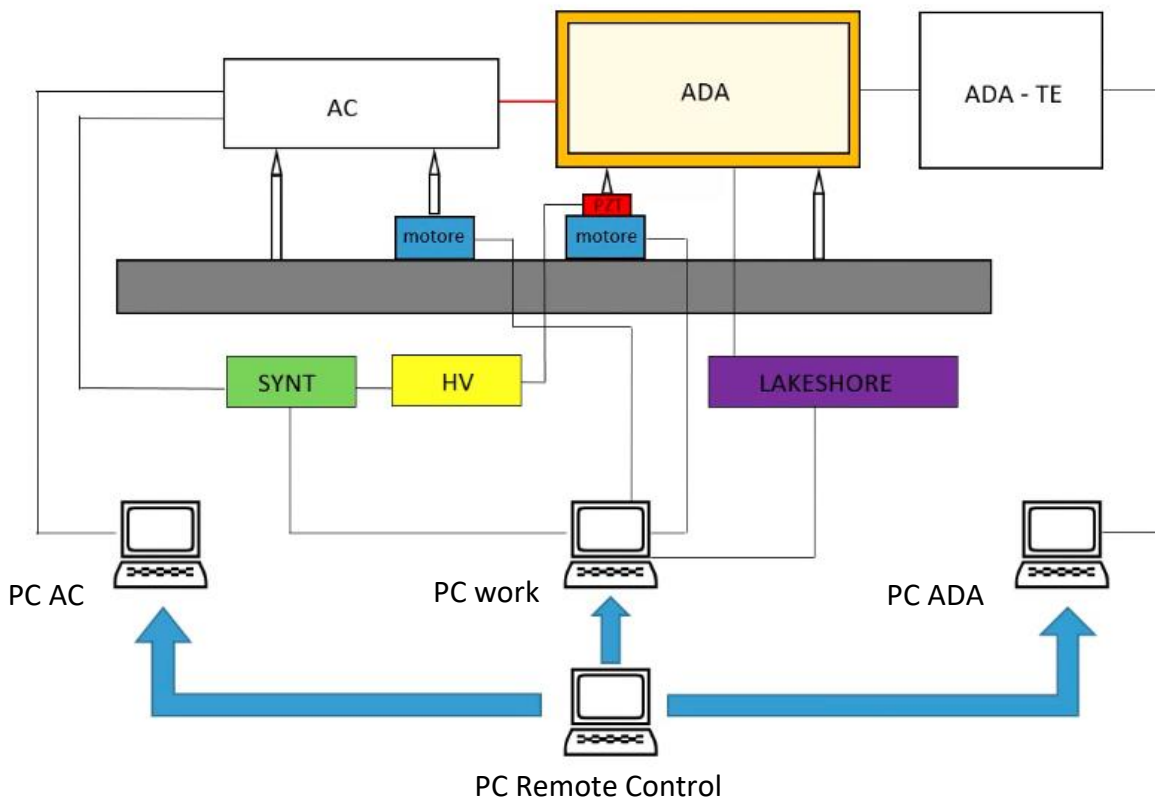 AC
ADA
ADA - TE
PZT
motore
motore
SYNT
HV
LAKESHORE
PC AC
PC work
PC ADA
PC Remote Control